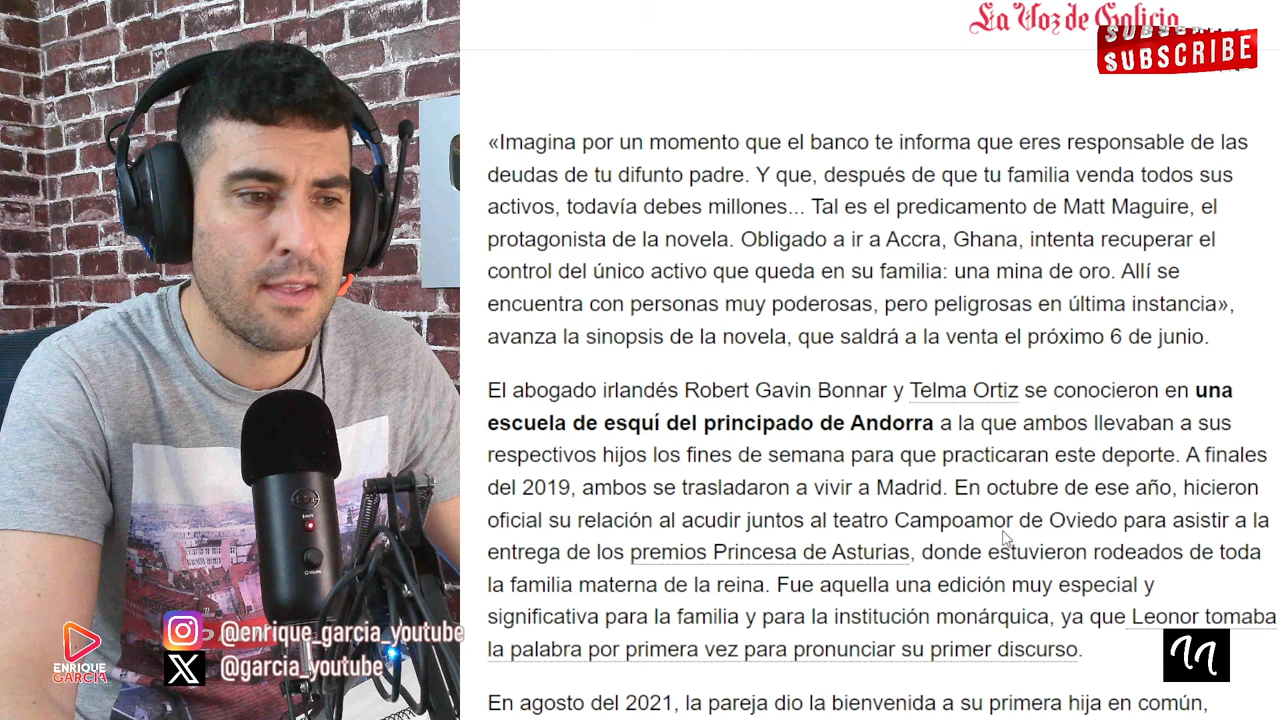 La Voz de Galicia
SUBSCRIBE
SUBSCRIBE
«Imagina por un momento que el banco te informa que eres responsable de las
deudas de tu difunto padre. Y que, después de que tu familia venda todos sus
activos, todavía debes millones... Tal es el predicamento de Matt Maguire, el
protagonista de la novela. Obligado a ir a Accra, Ghana, intenta recuperar el
control del único activo que queda en su familia: una mina de oro. Allí se
encuentra con personas muy poderosas, pero peligrosas en última instancia»,
avanza la sinopsis de la novela, que saldrá a la venta el próximo 6 de junio.
El abogado irlandés Robert Gavin Bonnar y Telma Ortiz se conocieron en una
escuela de esquí del principado de Andorra a la que ambos llevaban a sus
respectivos hijos los fines de semana para que practicaran este deporte. A finales
del 2019, ambos se trasladaron a vivir a Madrid. En octubre de ese año, hicieron
oficial su relación al acudir juntos al teatro Campoamor de Oviedo para asistir a la
entrega de los premios Princesa de Asturias, donde estuvieron rodeados de toda
la familia materna de la reina. Fue aquella una edición muy especial y
significativa para la familia y para la institución monárquica, ya que Leonor tomaba
la palabra por primera vez para pronunciar su primer discurso.
En agosto del 2021, la pareja dio la bienvenida a su primera hija en común,
@enrique_garcia_youtube
@garcia_youtube
ENRIQUE
GARCIA